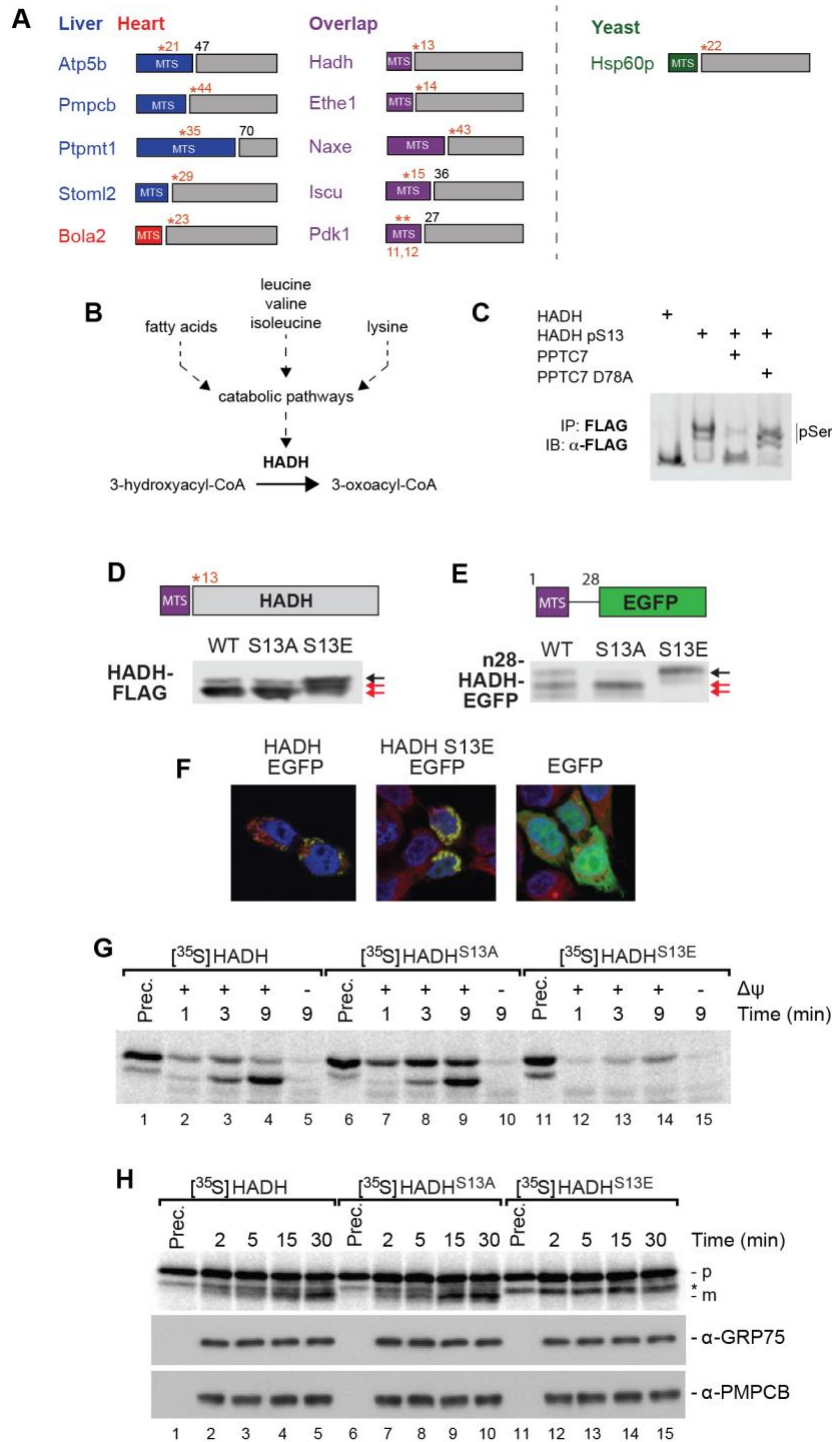 A
Liver Heart Overlap Yeast
*21 47
Atp5b MTS
*44
Pmpcb MTS
*35 70
Ptpmt1 MTS
*29
Stoml2 MTS
*23
Bola2 MTS
*13
Hadh MTS
*14
Ethe1 MTS
*43
Naxe MTS
*15 36
Iscu MTS
** 27
Pdk1 MTS
11,12
*22
Hsp60p MTS
B
leucine
valine
isoleucine
fatty acids lysine
catabolic pathways
HADH
3-hydroxyacyl-CoA 3-oxoacyl-CoA
C
HADH +
HADH pS13 + + +
PPTC7 +
PPTC7 D78A +
IP: FLAG
IB: α-FLAG
pSer
D
*13
MTS HADH
WT S13A S13E
HADH-
FLAG
E
1 28
MTS EGFP
WT S13A S13E
n28-
HADH-
EGFP
F
HADH
EGFP
HADH S13E
EGFP
EGFP
G
[35S]HADH [35S]HADHS13A [35S]HADHS13E
Prec. + + + - Prec. + + + - Prec. + + + - Δψ
1 3 9 9 1 3 9 9 1 3 9 9 Time (min)
1 2 3 4 5 6 7 8 9 10 11 12 13 14 15
H
[35S]HADH [35S]HADHS13A [35S]HADHS13E
Prec. 2 5 15 30 Prec. 2 5 15 30 Prec. 2 5 15 30 Time (min)
- p
*
- m
- α-GRP75
- α-PMPCB
1 2 3 4 5 6 7 8 9 10 11 12 13 14 15